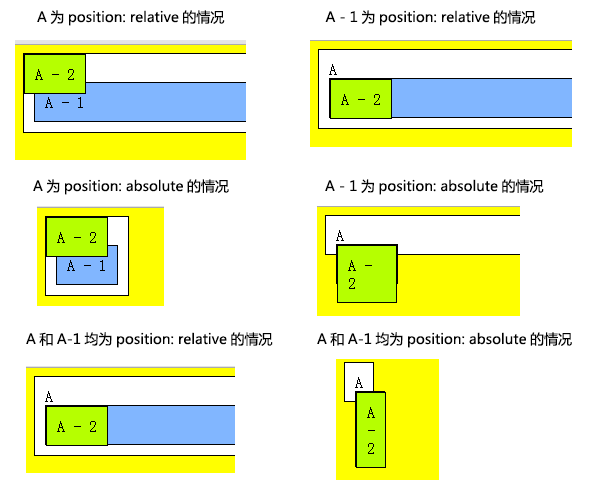 A 为 position: relative 的情况
A - 2
A - 1
A - 1 为 position: relative 的情况
A
A - 2
A 为 position: absolute 的情况
A - 2
A - 1
A - 1 为 position: absolute 的情况
A
A -
2
A 和 A-1 均为 position: relative 的情况
A
A - 2
A 和 A-1 均为 position: absolute 的情况
A
A
-
2